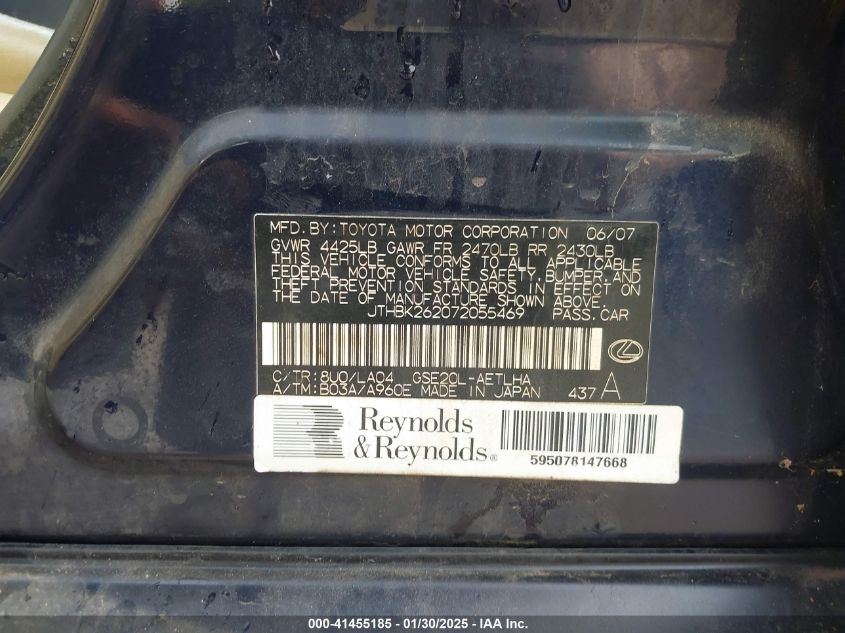 MFD. BY: TOYOTA MOTOR CORPORATION 06/07
GVWR 4425LB GAWR FR 2470LB RR 2430LB
THIS VEHICLE CONFORMS TO ALL APPLICABLE
FEDERAL MOTOR VEHICLE SAFETY, BUMPER, AND
THEFT PREVENTION STANDARDS IN EFFECT ON
THE DATE OF MANUFACTURE SHOWN ABOVE.
JTHBK262072055469 PASS. CAR
C/TR: 8U0/LA04 GSE20L-AETLHA
A/TM: B03A/A960E MADE IN JAPAN 437 A
Reynolds
& Reynolds®
595078147668
000-41455185 - 01/30/2025 - IAA Inc.